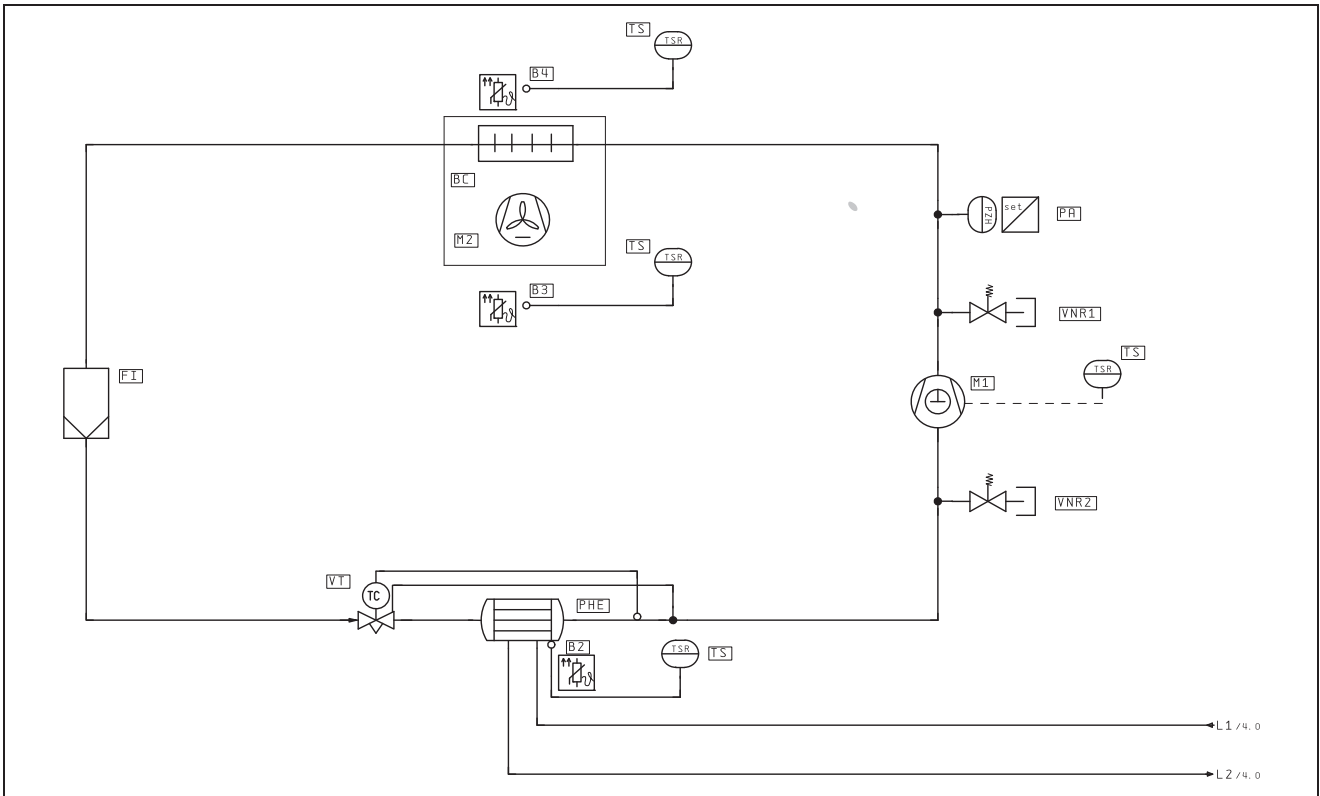 TS
TSR
B4
BC
PZH
set
PA
M2
TS
TSR
B3
VNR1
TS
TSR
FI
M1
VNR2
VT
TC
PHE
B2
TSR
TS
L1/4.0
L2/4.0